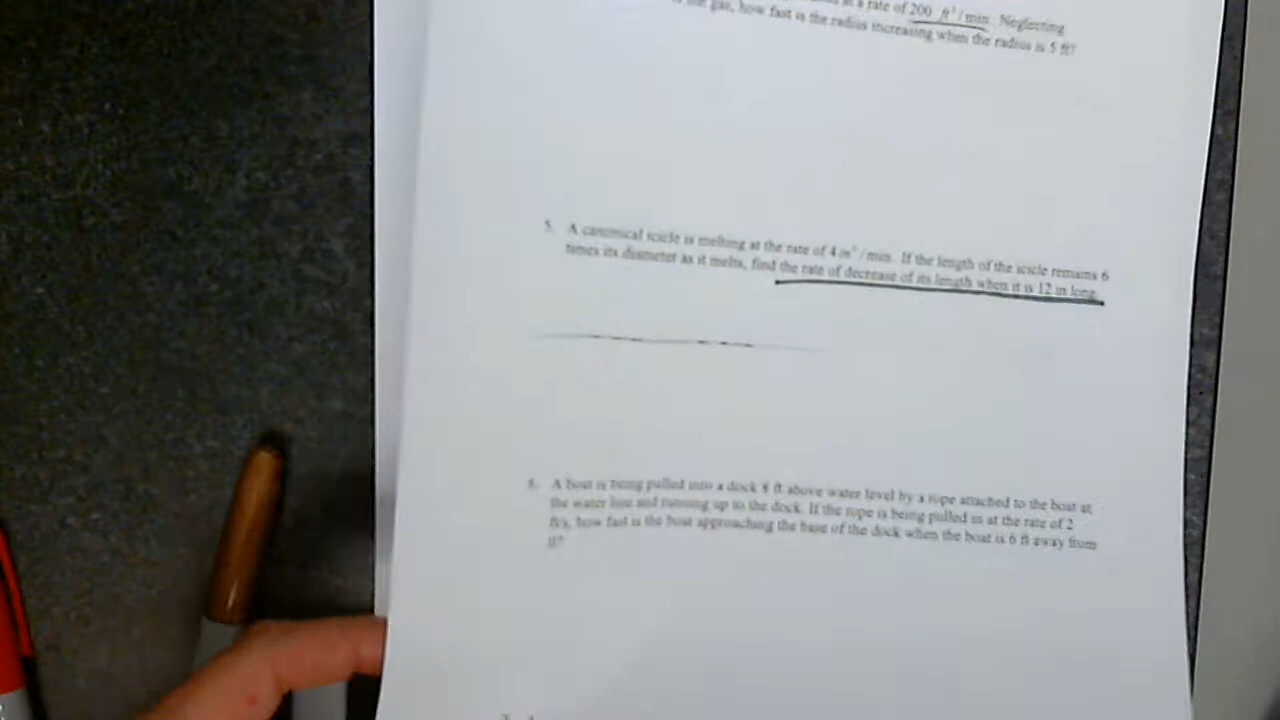 at a rate of 200 ft³/min. Neglecting
the gas, how fast is the radius increasing when the radius is 5 ft?
5. A canonical icicle is melting at the rate of 4 in³/min. If the length of the icicle remains 6
times its diameter as it melts, find the rate of decrease of its length when it is 12 in long.
6. A boat is being pulled into a dock 8 ft above water level by a rope attached to the boat at
the water line and running up to the dock. If the rope is being pulled in at the rate of 2
ft/s, how fast is the boat approaching the base of the dock when the boat is 6 ft away from
it?